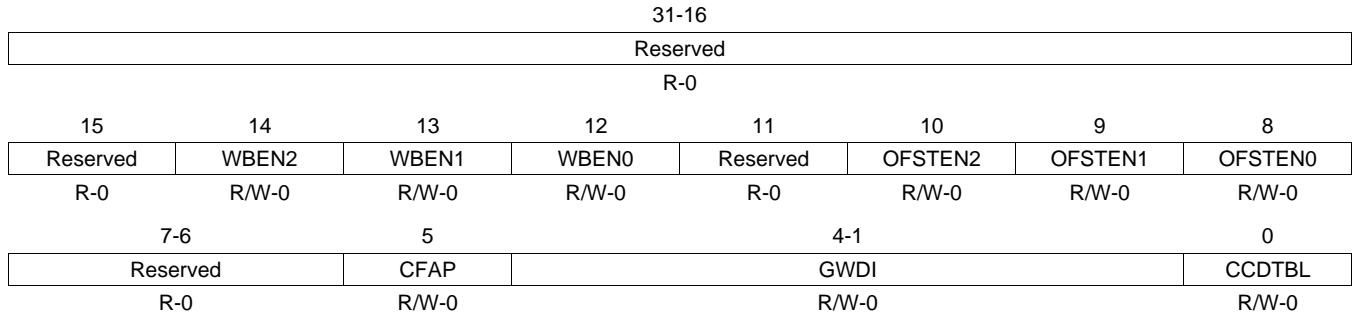 31-16
Reserved
R-0
15 14 13 12 11 10 9 8
Reserved WBEN2 WBEN1 WBEN0 Reserved OFSTEN2 OFSTEN1 OFSTEN0
R-0 R/W-0 R/W-0 R/W-0 R-0 R/W-0 R/W-0 R/W-0
7-6 5 4-1 0
Reserved CFAP GWDI CCDTBL
R-0 R/W-0 R/W-0 R/W-0